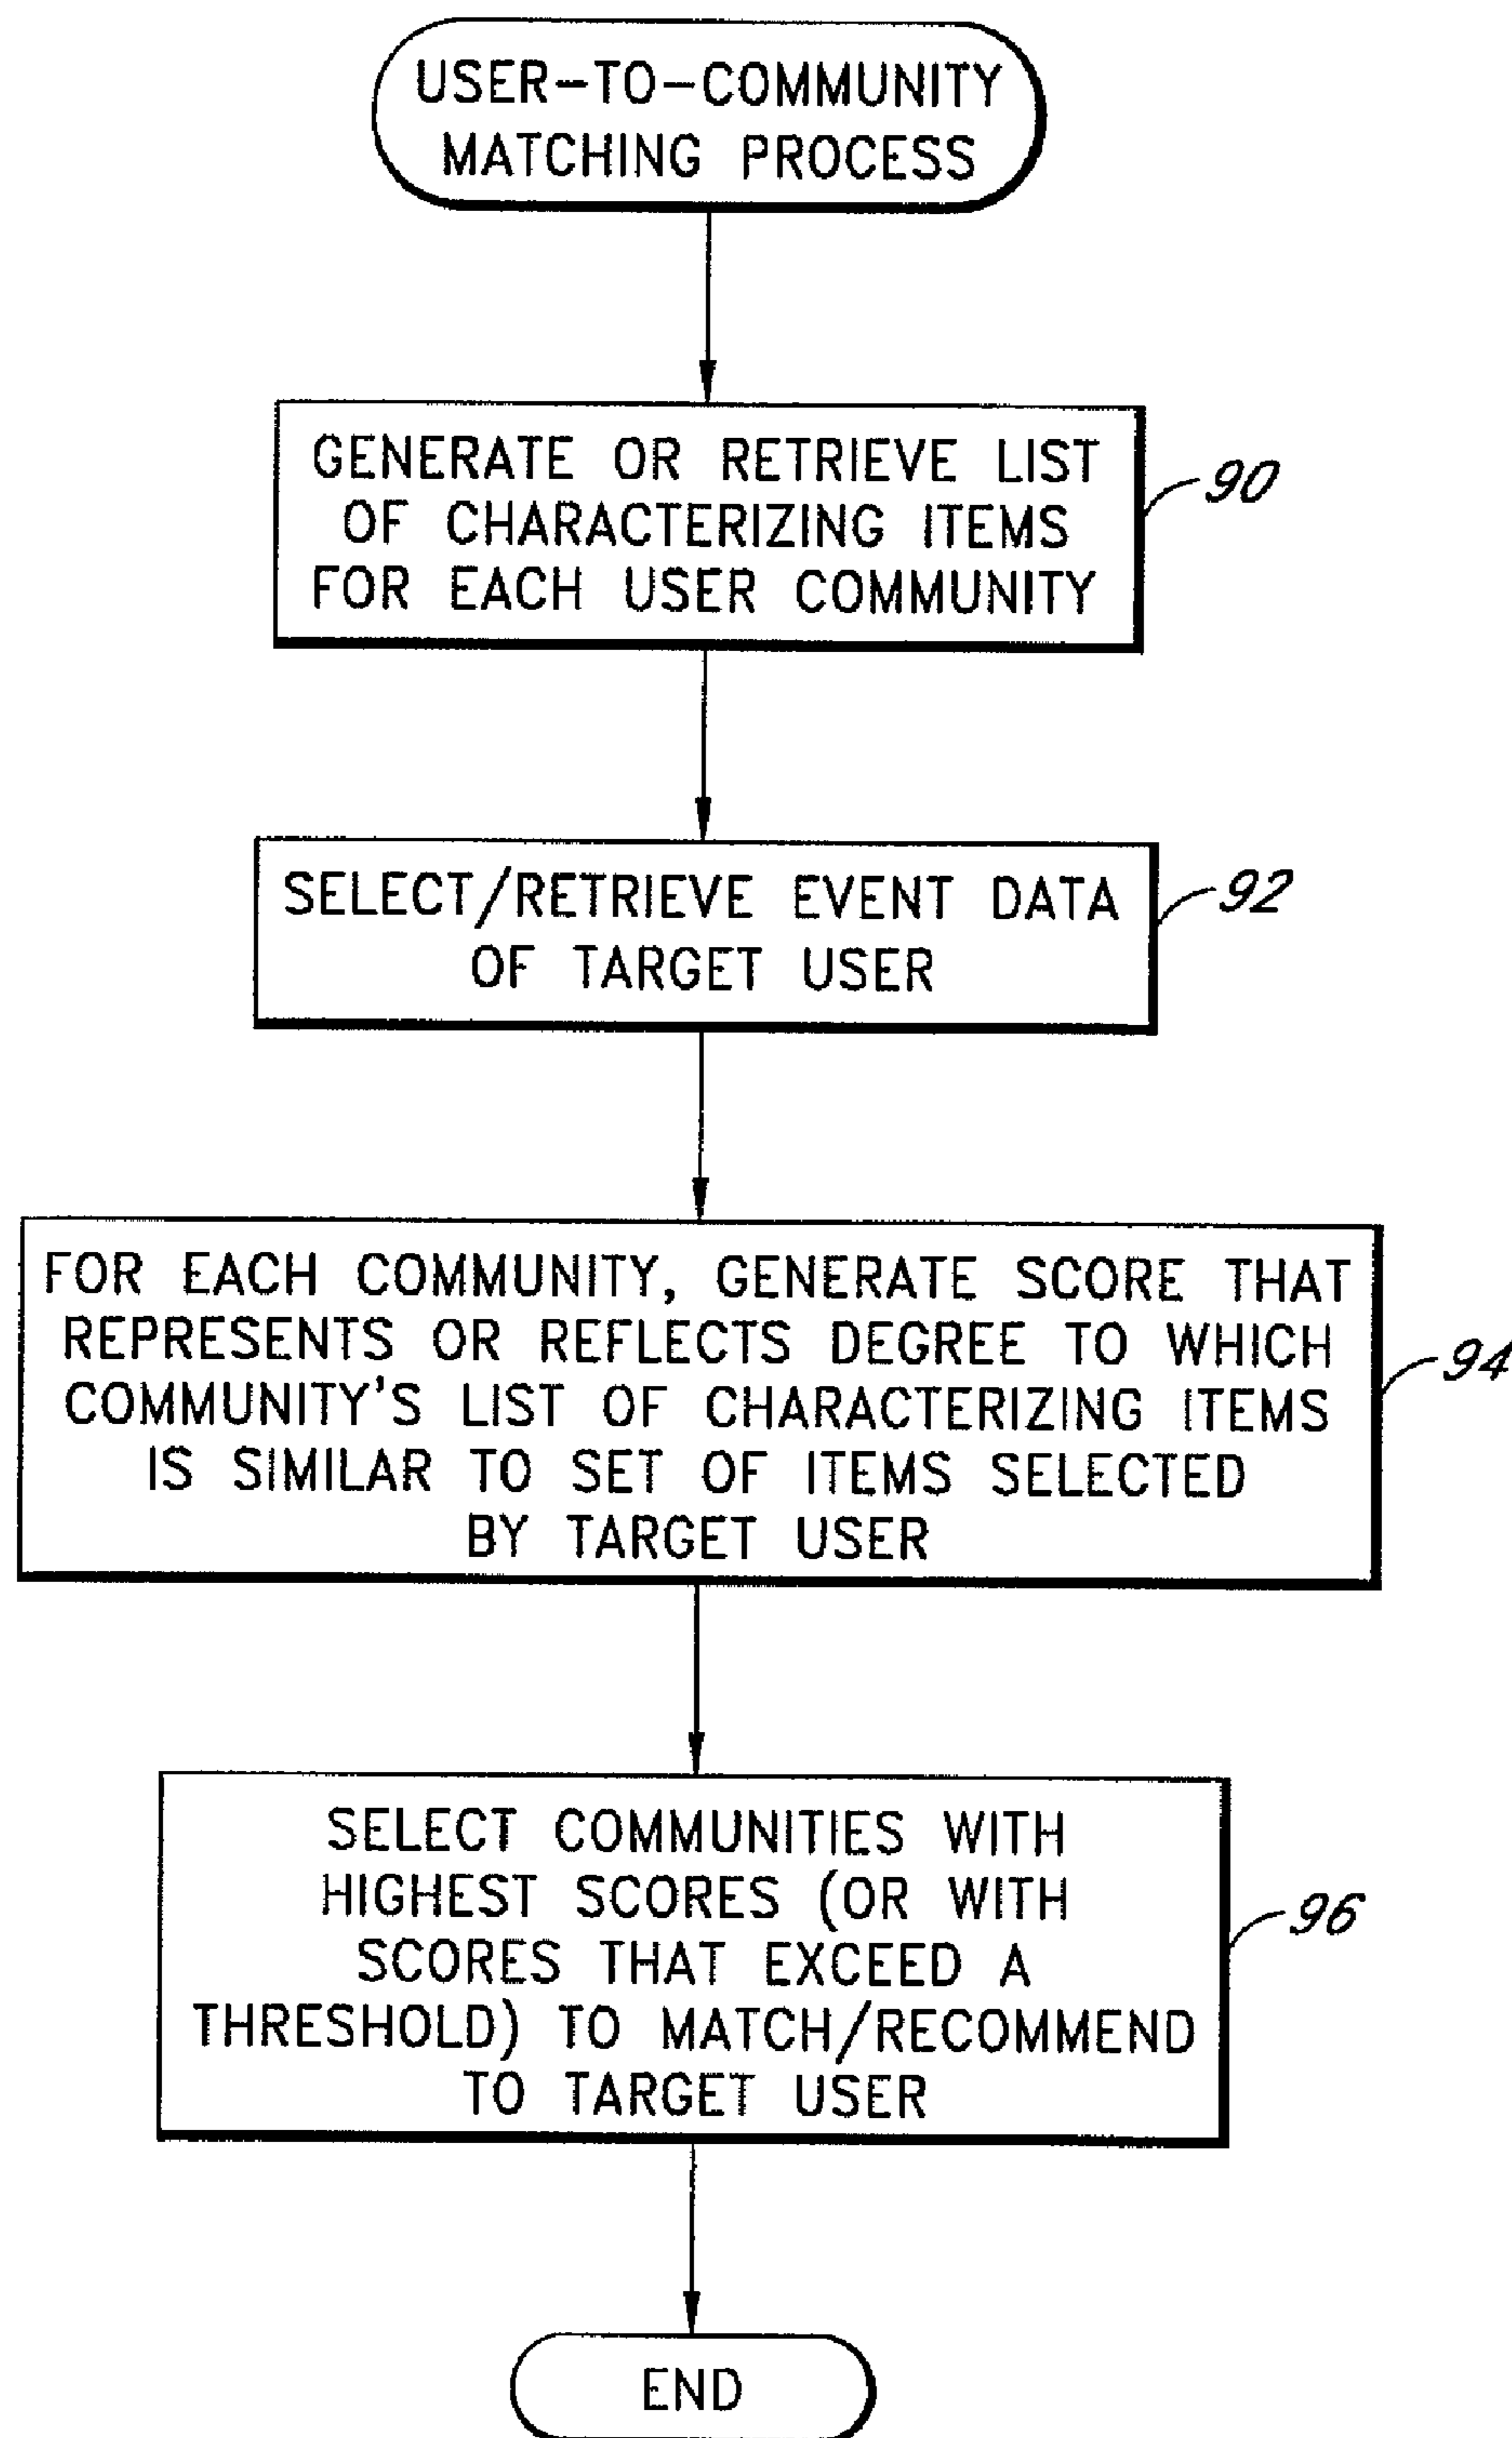 USER-TO-COMMUNITY
MATCHING PROCESS
GENERATE OR RETRIEVE LIST
OF CHARACTERIZING ITEMS
FOR EACH USER COMMUNITY
90
SELECT/RETRIEVE EVENT DATA
OF TARGET USER
92
FOR EACH COMMUNITY, GENERATE SCORE THAT
REPRESENTS OR REFLECTS DEGREE TO WHICH
COMMUNITY'S LIST OF CHARACTERIZING ITEMS
IS SIMILAR TO SET OF ITEMS SELECTED
BY TARGET USER
94
SELECT COMMUNITIES WITH
HIGHEST SCORES (OR WITH
SCORES THAT EXCEED A
THRESHOLD) TO MATCH/RECOMMEND
TO TARGET USER
96
END